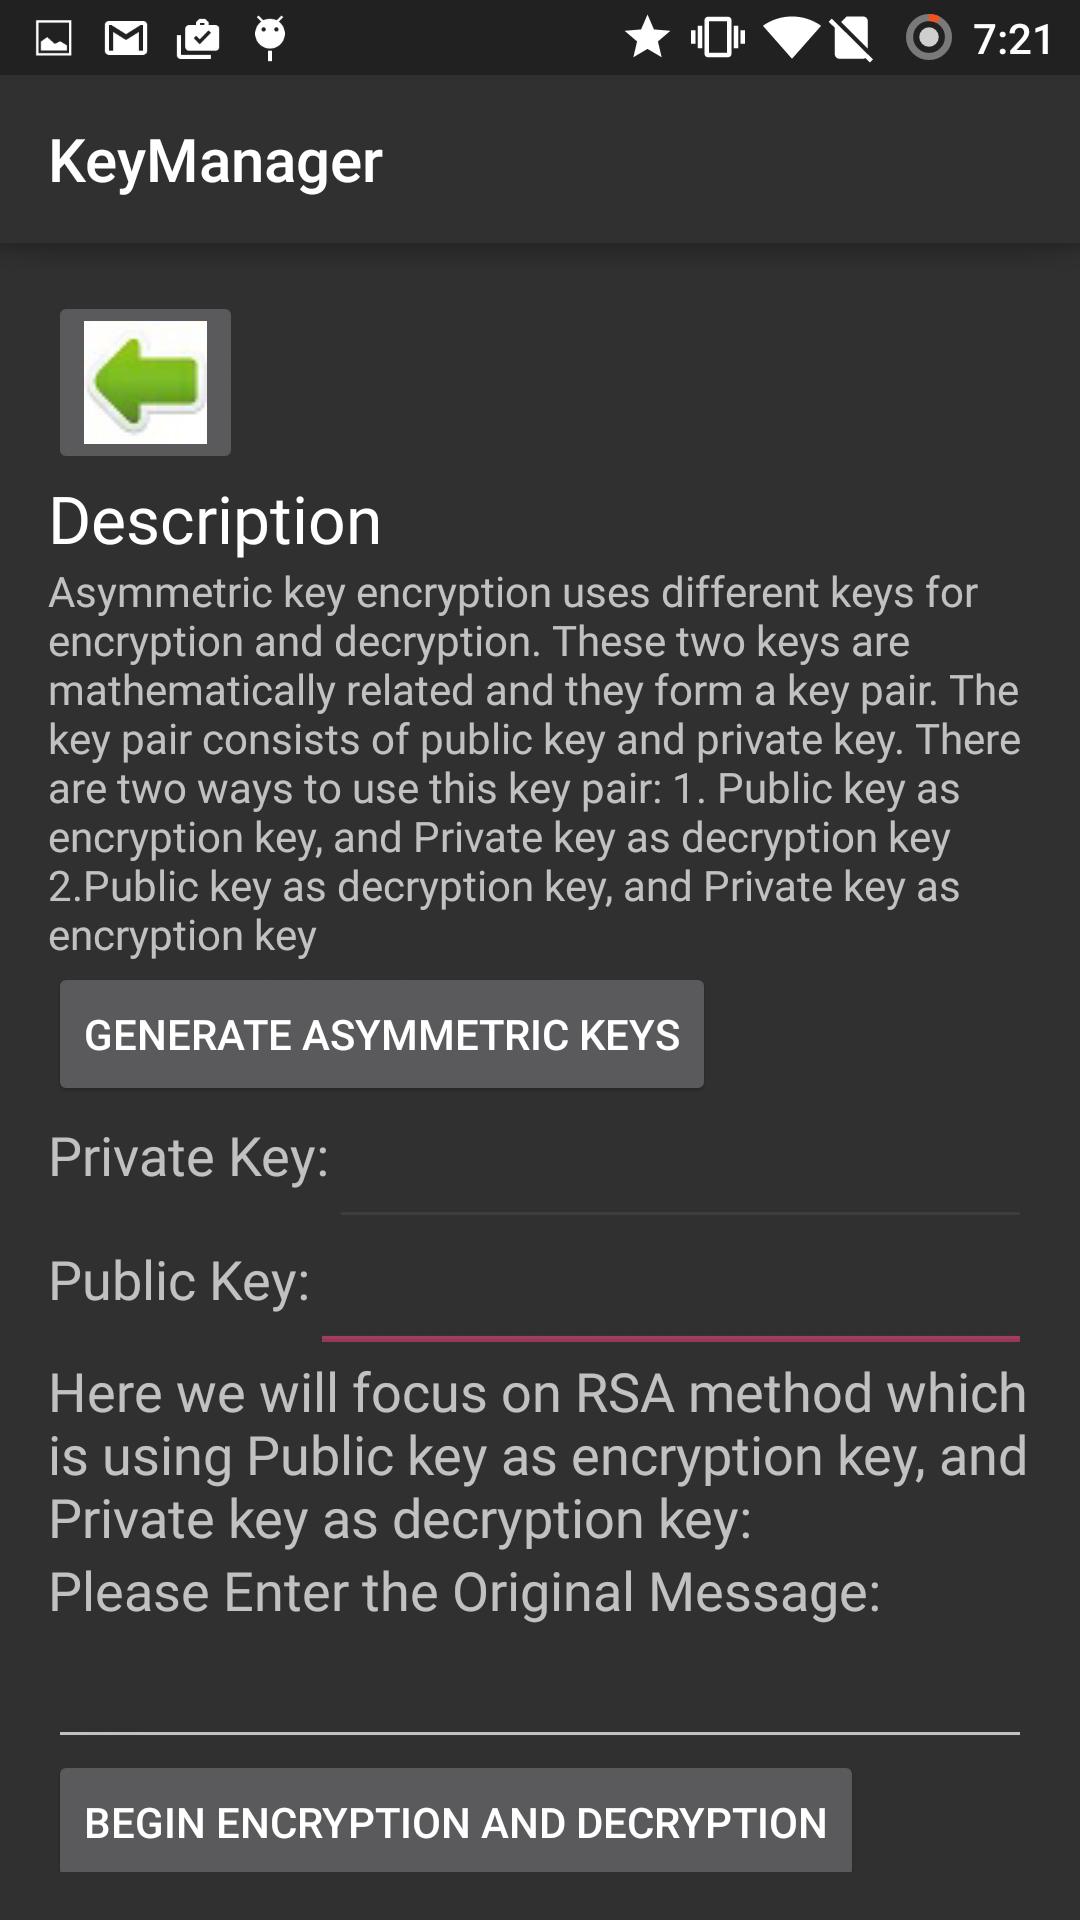 7:21
KeyManager
Description
Asymmetric key encryption uses different keys for
encryption and decryption. These two keys are
mathematically related and they form a key pair. The
key pair consists of public key and private key. There
are two ways to use this key pair: 1. Public key as
encryption key, and Private key as decryption key
2.Public key as decryption key, and Private key as
encryption key
GENERATE ASYMMETRIC KEYS
Private Key:
Public Key:
Here we will focus on RSA method which
is using Public key as encryption key, and
Private key as decryption key:
Please Enter the Original Message:
BEGIN ENCRYPTION AND DECRYPTION